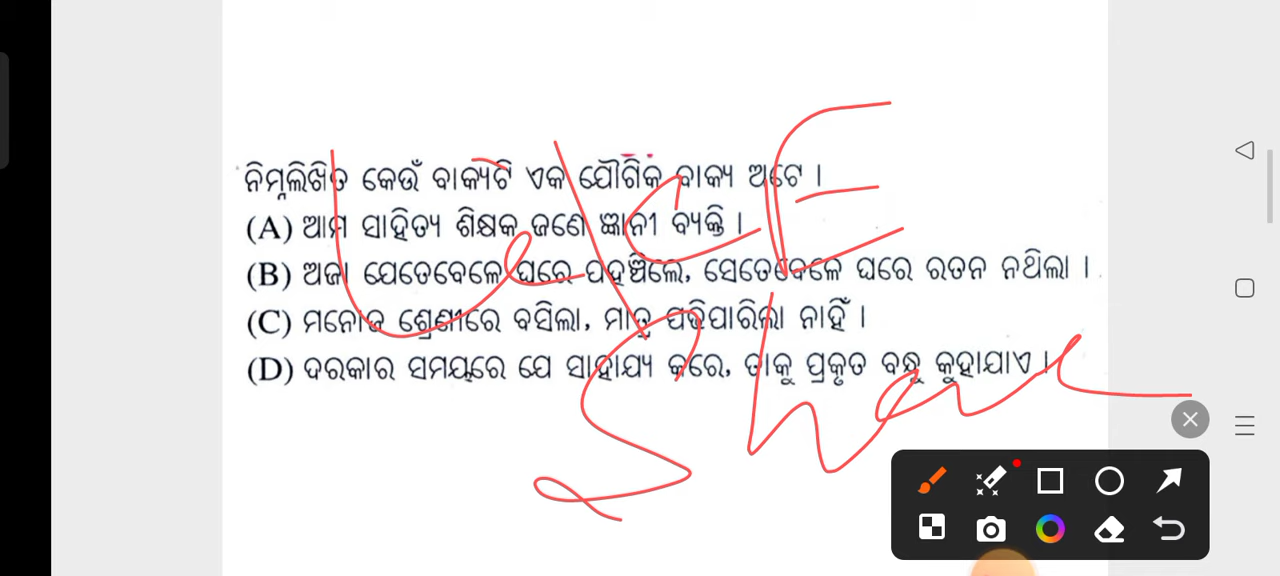 ନିମ୍ନଲିଖିତ କେଉଁ ବାକ୍ୟଟି ଏକ ଯୌଗିକ ବାକ୍ୟ ଅଟେ ।
(A) ଆମ ସାହିତ୍ୟ ଶିକ୍ଷକ ଜଣେ ଜ୍ଞାନୀ ବ୍ୟକ୍ତି ।
(B) ଅଜା ଯେତେବେଳେ ଘରେ ପହଞ୍ଚିଲେ, ସେତେବେଳେ ଘରେ ରତନ ନଥିଲା ।
(C) ମନୋଜ ଶ୍ରେଣୀରେ ବସିଲା, ମାତ୍ର ପଢିପାରିଲା ନାହିଁ ।
(D) ଦରକାର ସମୟରେ ଯେ ସାହାଯ୍ୟ କରେ, ତାକୁ ପ୍ରକୃତ ବନ୍ଧୁ କୁହାଯାଏ ।
Share